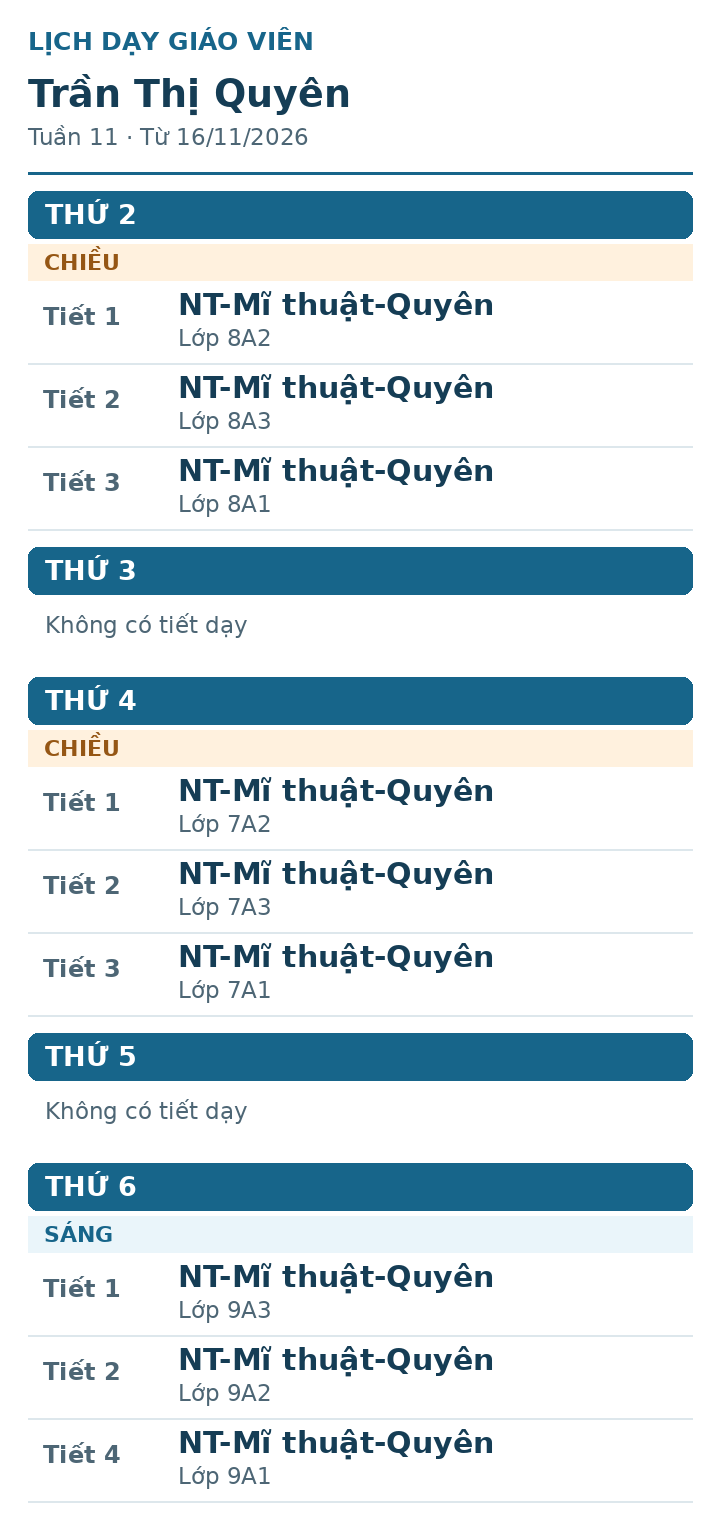 LỊCH DẠY GIÁO VIÊN
Trần Thị Quyên
Tuần 11 · Từ 16/11/2026
THỨ 2
CHIỀU
Tiết 1
NT-Mĩ thuật-Quyên
Lớp 8A2
Tiết 2
NT-Mĩ thuật-Quyên
Lớp 8A3
Tiết 3
NT-Mĩ thuật-Quyên
Lớp 8A1
THỨ 3
Không có tiết dạy
THỨ 4
CHIỀU
Tiết 1
NT-Mĩ thuật-Quyên
Lớp 7A2
Tiết 2
NT-Mĩ thuật-Quyên
Lớp 7A3
Tiết 3
NT-Mĩ thuật-Quyên
Lớp 7A1
THỨ 5
Không có tiết dạy
THỨ 6
SÁNG
Tiết 1
NT-Mĩ thuật-Quyên
Lớp 9A3
Tiết 2
NT-Mĩ thuật-Quyên
Lớp 9A2
Tiết 4
NT-Mĩ thuật-Quyên
Lớp 9A1